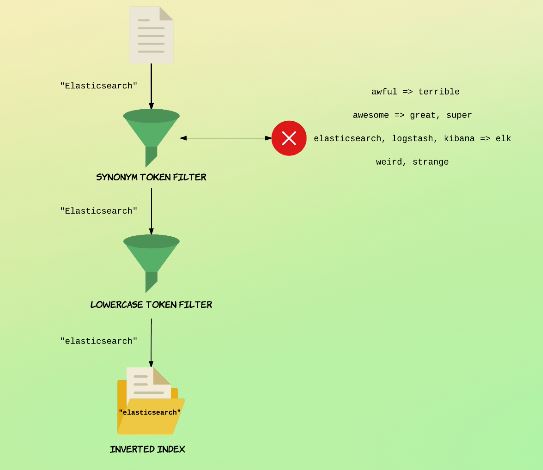 "Elasticsearch"
awful => terrible
awesome => great, super
elasticsearch, logstash, kibana => elk
weird, strange
SYNONYM TOKEN FILTER
"Elasticsearch"
LOWERCASE TOKEN FILTER
"elasticsearch"
"elasticsearch"
INVERTED INDEX